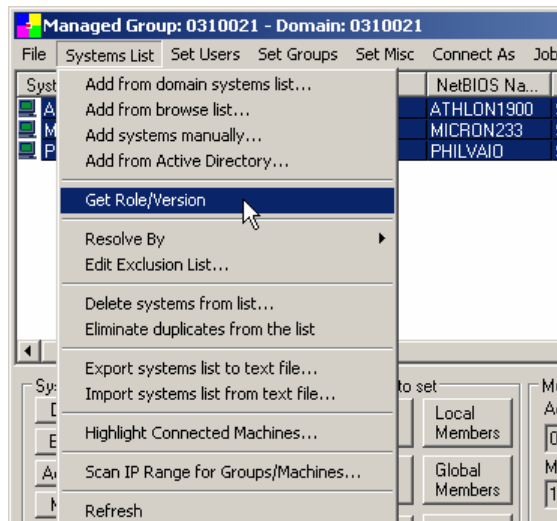 Managed Group: 0310021 - Domain: 0310021
File Systems List Set Users Set Groups Set Misc Connect As Job
Syst NetBIOS Na...
A ATHLON1900
M MICRON233
P PHILVAIO
Add from domain systems list...
Add from browse list...
Add systems manually...
Add from Active Directory...
Get Role/Version
Resolve By
Edit Exclusion List...
Delete systems from list...
Eliminate duplicates from the list
Export systems list to text file...
Import systems list from text file...
Highlight Connected Machines...
Scan IP Range for Groups/Machines...
Refresh
Sy to set M
Local
Members
Global
Members